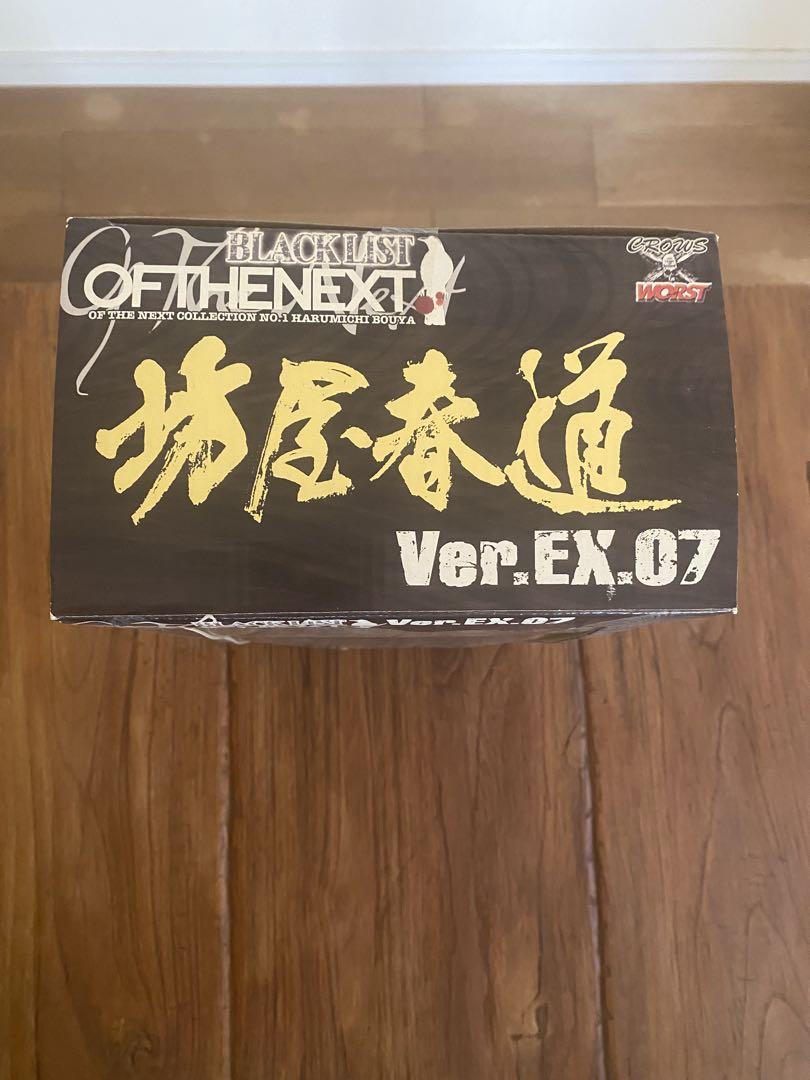 BLACK LIST
OF THE NEXT
OF THE NEXT COLLECTION NO.1 HARUMICHI BOUYA
CROWS
WORST
坊屋春道
Ver.EX.07
BLACK LIST Ver.EX.07